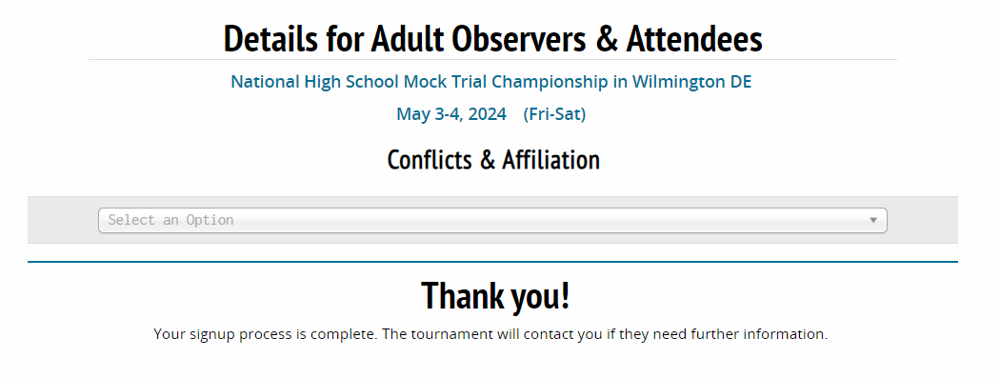 Details for Adult Observers & Attendees
National High School Mock Trial Championship in Wilmington DE
May 3-4, 2024 (Fri-Sat)
Conflicts & Affiliation
Select an Option
Thank you!
Your signup process is complete. The tournament will contact you if they need further information.